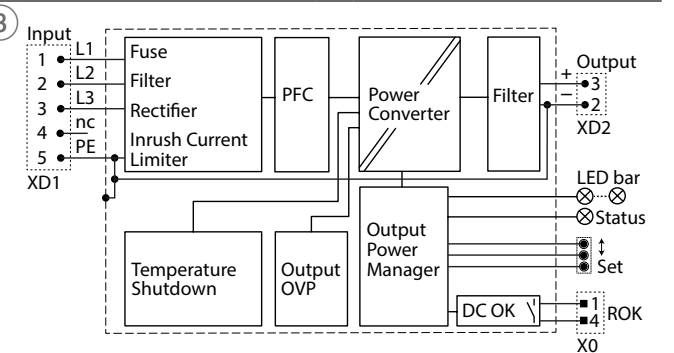 3
Input
1 L1
2 L2
3 L3
4 nc
5 PE
XD1
Fuse
Filter
Rectifier
Inrush Current
Limiter
PFC
Power
Converter
Filter
+
−
Output
3
2
XD2
LED bar
Status
Set
Temperature
Shutdown
Output
OVP
Output
Power
Manager
DC OK
1
4
ROK
X0